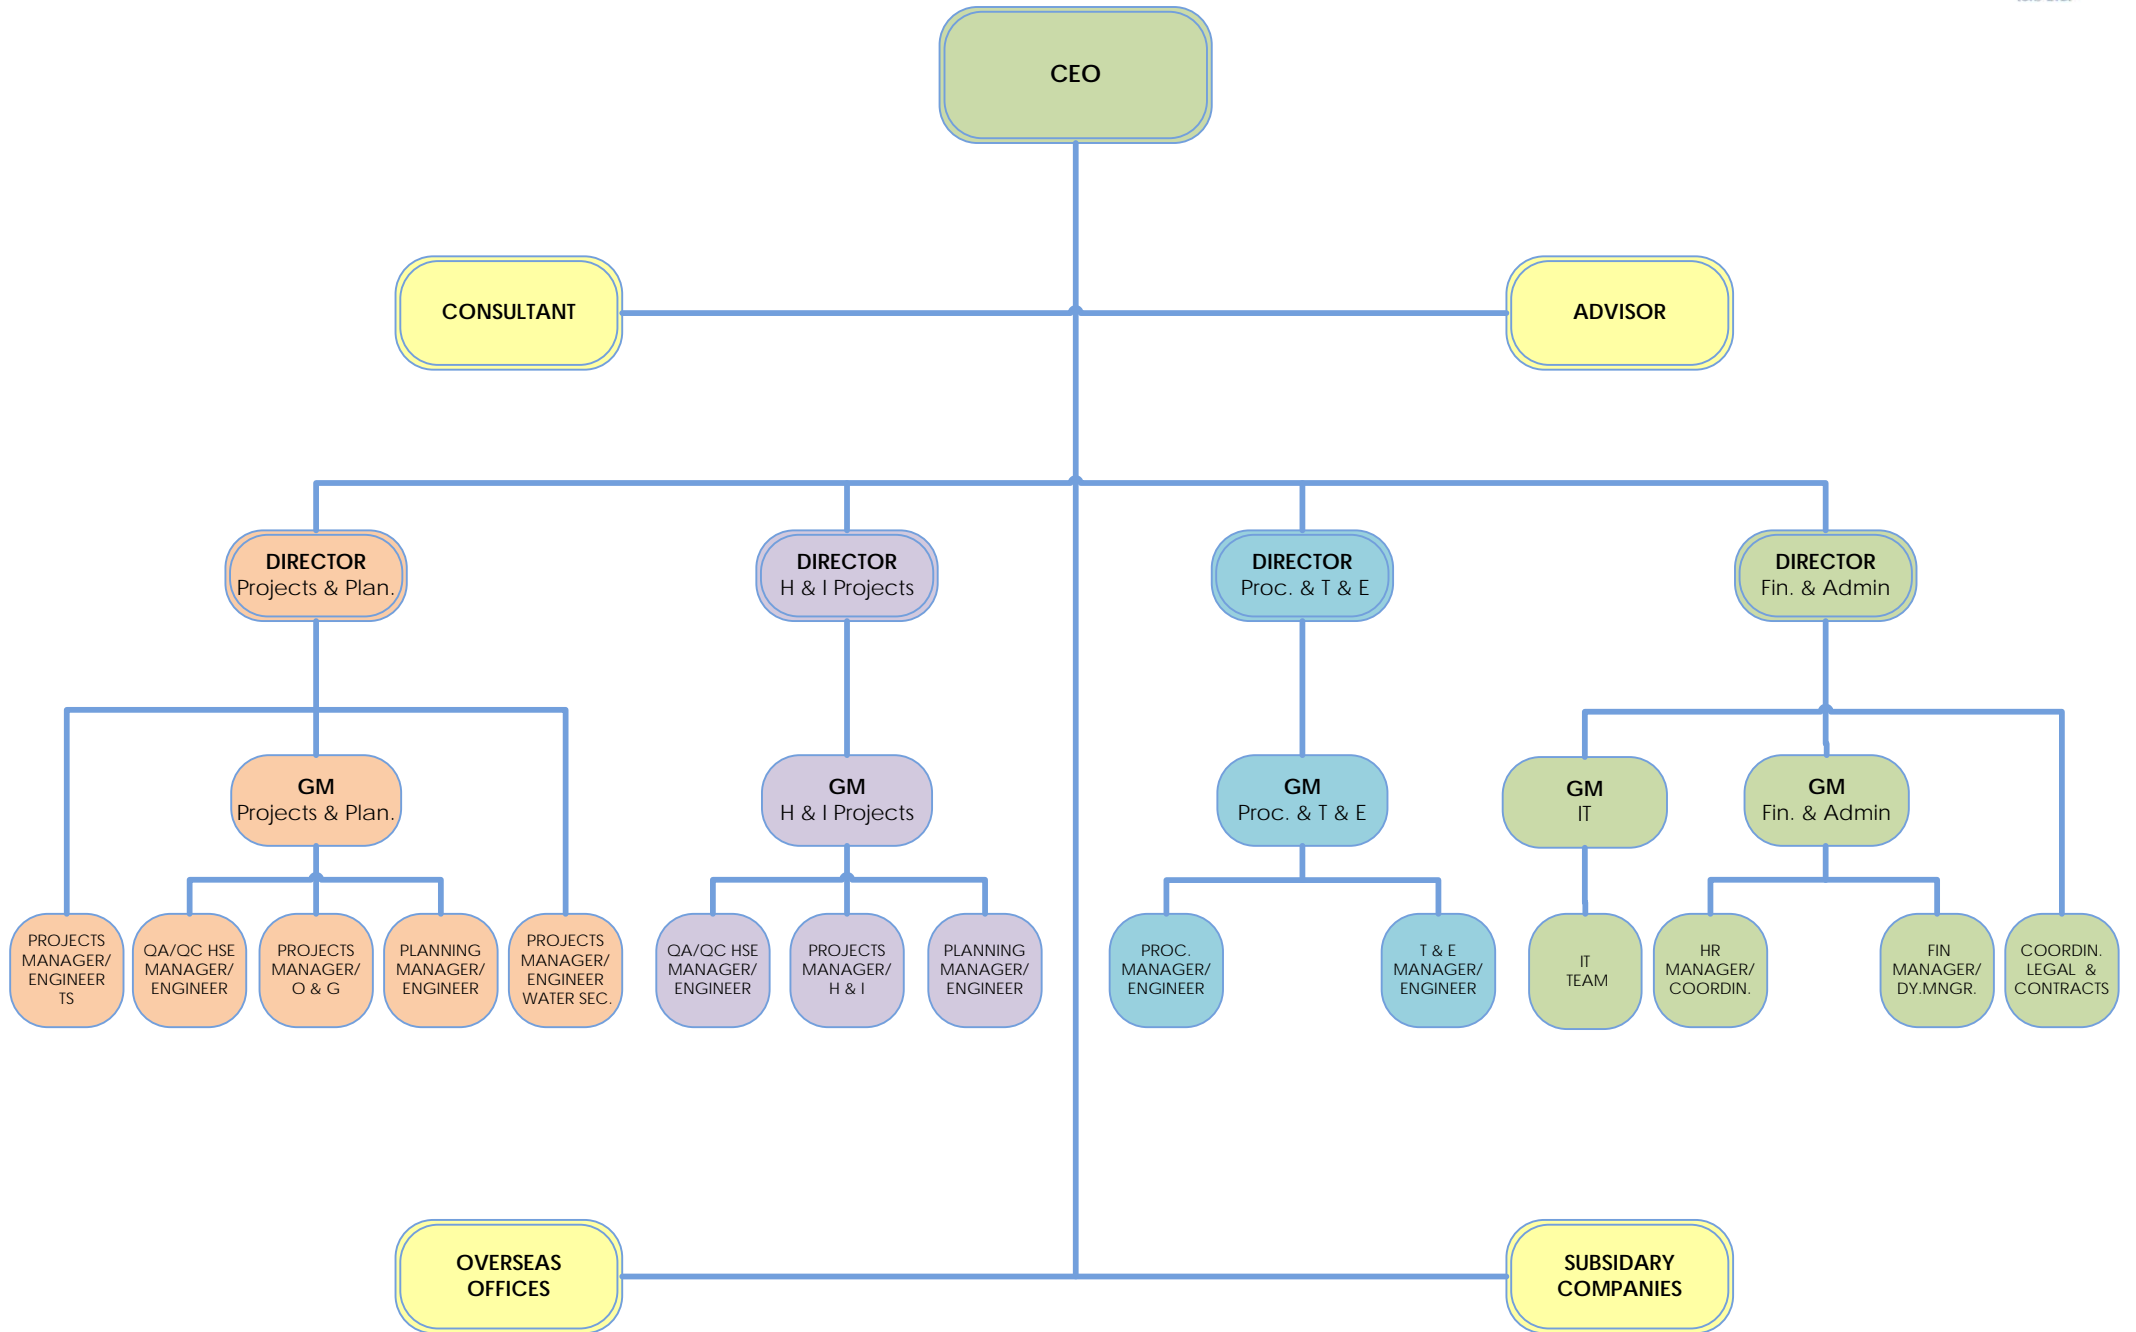 CEO
CONSULTANT
ADVISOR
DIRECTOR
Projects & Plan.
DIRECTOR
H & I Projects
DIRECTOR
Proc. & T & E
DIRECTOR
Fin. & Admin
GM
Projects & Plan.
GM
H & I Projects
GM
Proc. & T & E
GM
IT
GM
Fin. & Admin
PROJECTS
MANAGER/
ENGINEER
TS
QA/QC HSE
MANAGER/
ENGINEER
PROJECTS
MANAGER/
O & G
PLANNING
MANAGER/
ENGINEER
PROJECTS
MANAGER/
ENGINEER
WATER SEC.
QA/QC HSE
MANAGER/
ENGINEER
PROJECTS
MANAGER/
H & I
PLANNING
MANAGER/
ENGINEER
PROC.
MANAGER/
ENGINEER
T & E
MANAGER/
ENGINEER
IT
TEAM
HR
MANAGER/
COORDIN.
FIN
MANAGER/
DY.MNGR.
COORDIN.
LEGAL &
CONTRACTS
OVERSEAS
OFFICES
SUBSIDARY
COMPANIES